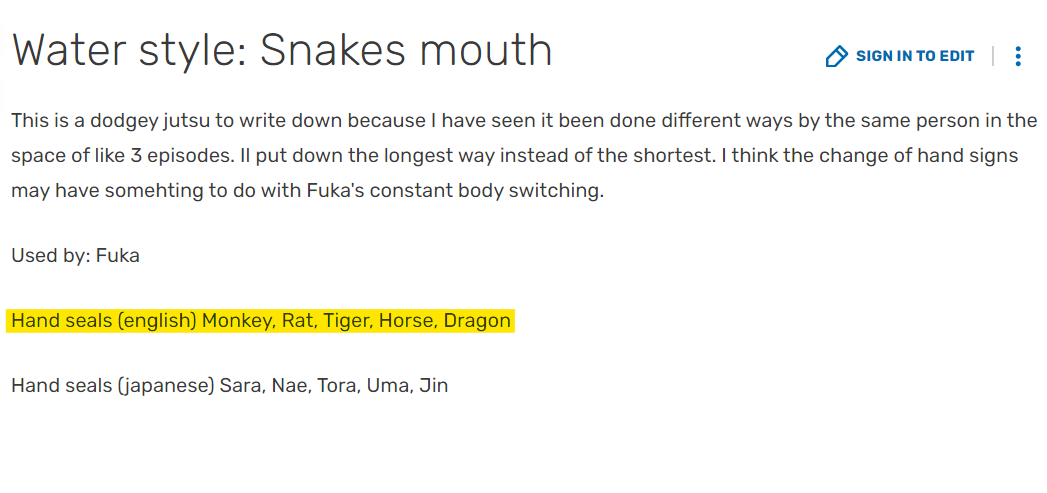 Water style: Snakes mouth
SIGN IN TO EDIT
This is a dodgey jutsu to write down because I have seen it been done different ways by the same person in the
space of like 3 episodes. Il put down the longest way instead of the shortest. I think the change of hand signs
may have somehting to do with Fuka's constant body switching.
Used by: Fuka
Hand seals (english) Monkey, Rat, Tiger, Horse, Dragon
Hand seals (japanese) Sara, Nae, Tora, Uma, Jin